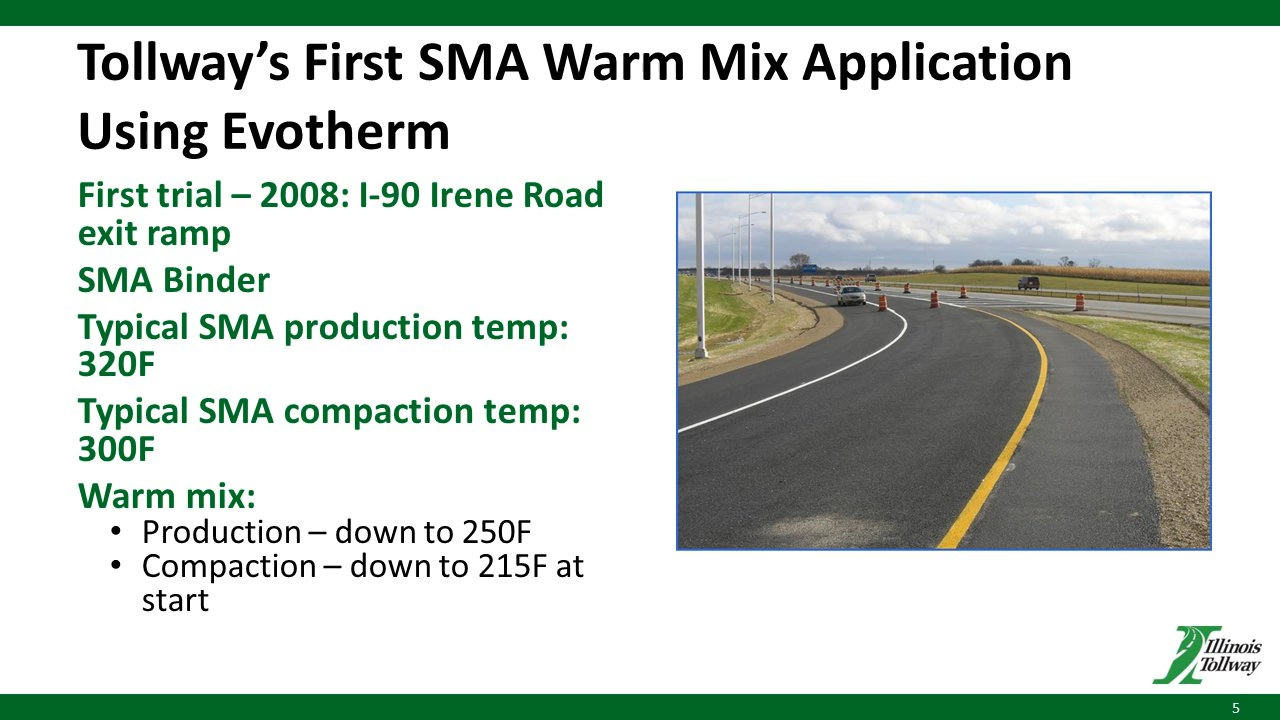 Tollway’s First SMA Warm Mix Application
Using Evotherm
First trial – 2008: I-90 Irene Road
exit ramp
SMA Binder
Typical SMA production temp:
320F
Typical SMA compaction temp:
300F
Warm mix:
• Production – down to 250F
• Compaction – down to 215F at
start
Illinois
Tollway
5